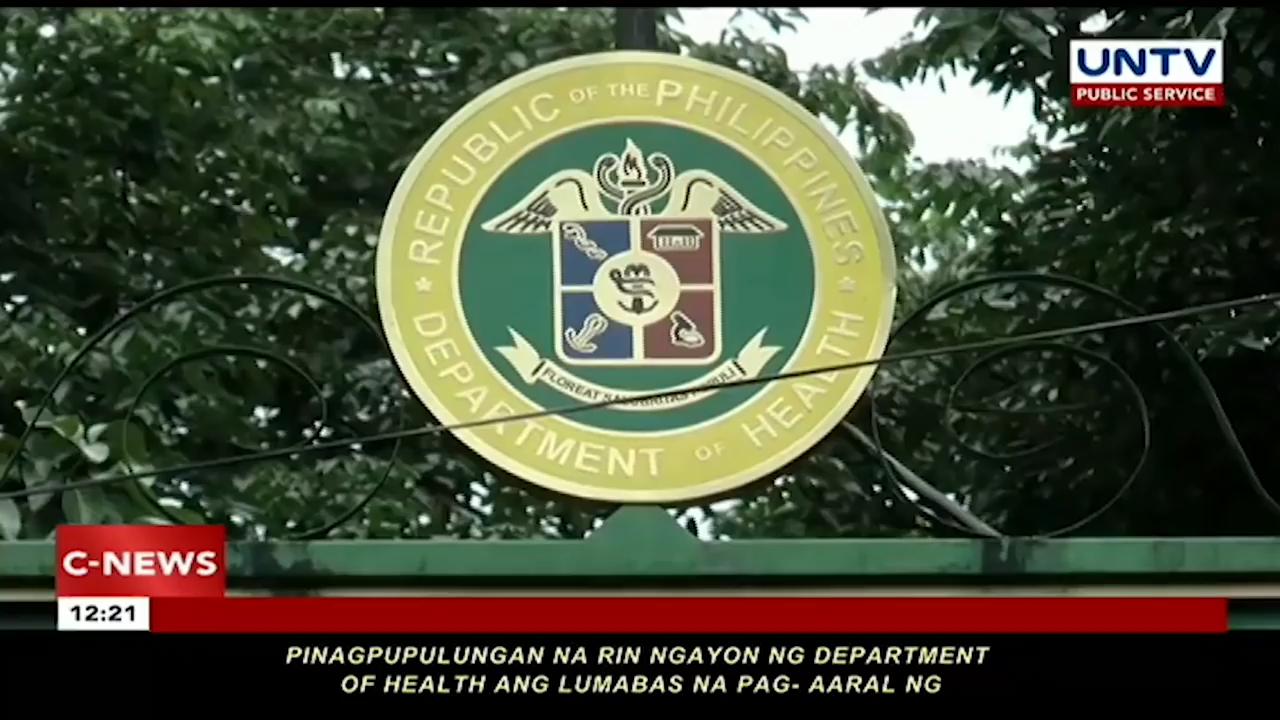 UNTV
PUBLIC SERVICE
REPUBLIC OF THE PHILIPPINES
DEPARTMENT OF HEALTH
FLOREAT
C-NEWS
12:21
PINAGPUPULUNGAN NA RIN NGAYON NG DEPARTMENT
OF HEALTH ANG LUMABAS NA PAG- AARAL NG